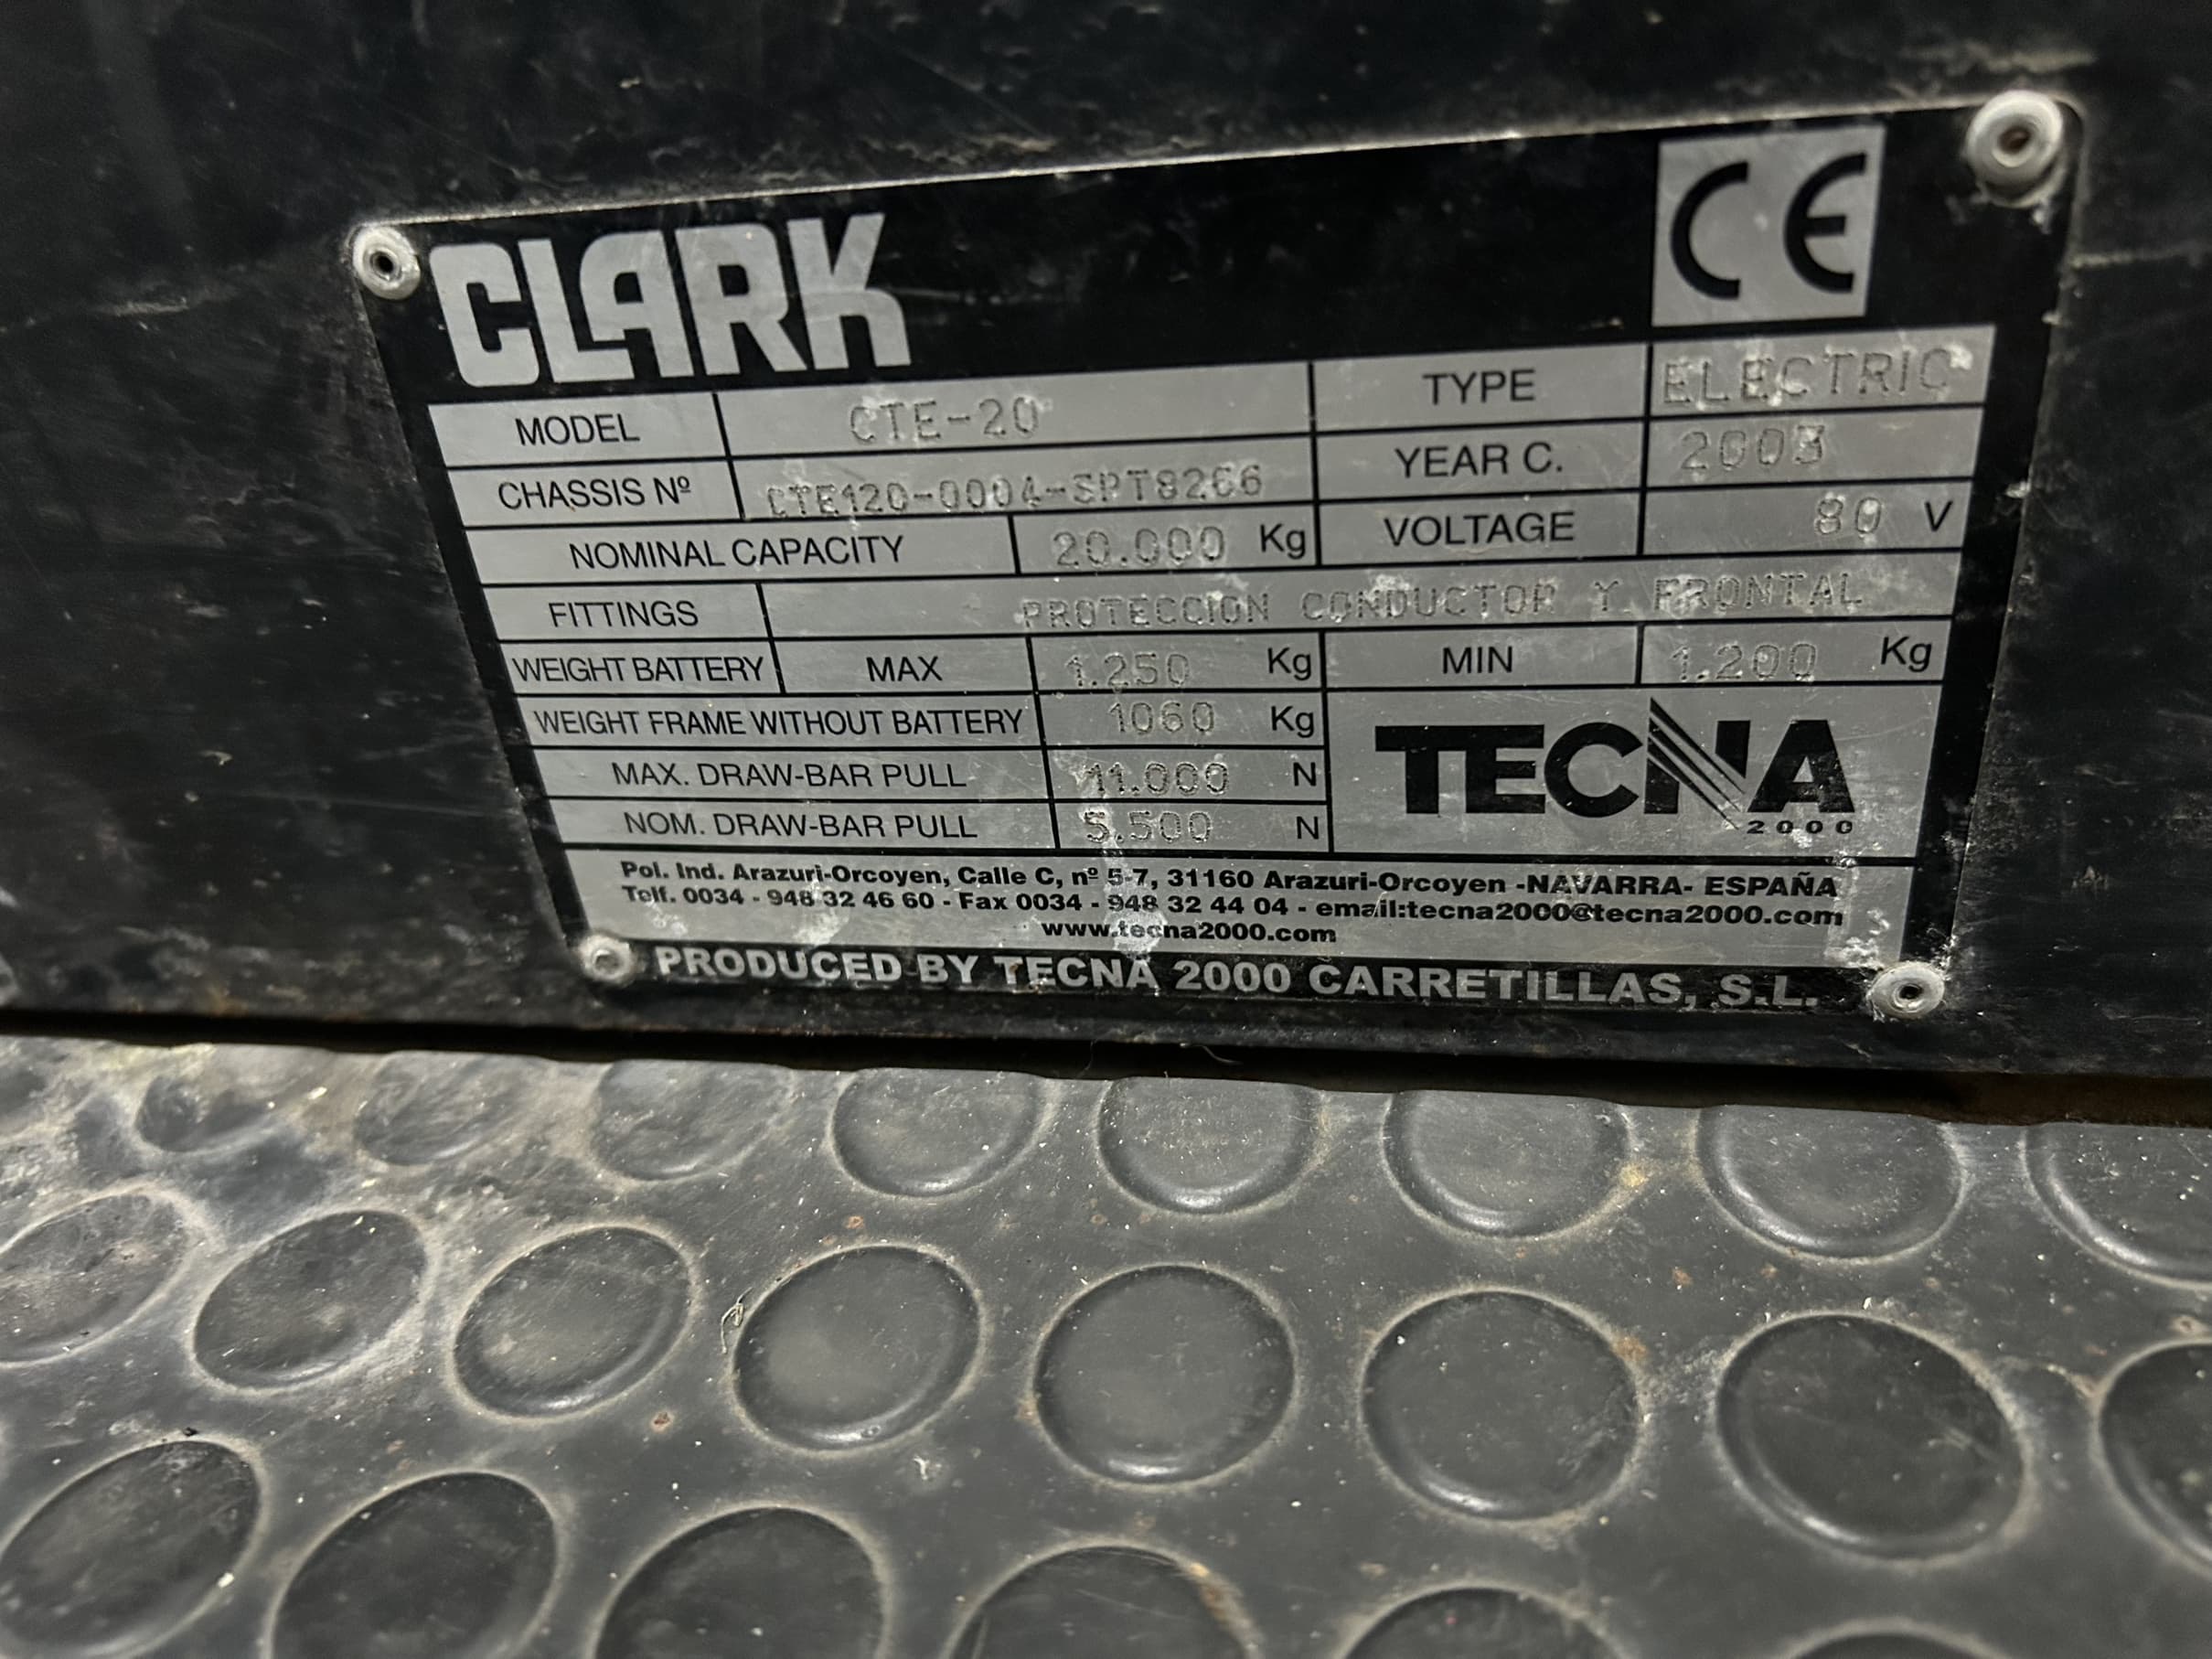 CLARK CE
MODEL CTE-20 TYPE ELECTRIC
CHASSIS Nº CTE120-0004-SPT8266 YEAR C. 2003
NOMINAL CAPACITY 20.000 Kg VOLTAGE 80 V
FITTINGS PROTECCION CONDUCTOR Y FRONTAL
WEIGHT BATTERY MAX 1.250 Kg MIN 1.200 Kg
WEIGHT FRAME WITHOUT BATTERY 1060 Kg
MAX. DRAW-BAR PULL 11.000 N
NOM. DRAW-BAR PULL 5.500 N
TECNA
2000
Pol. Ind. Arazuri-Orcoyen, Calle C, nº 5-7, 31160 Arazuri-Orcoyen -NAVARRA- ESPAÑA
Telf. 0034 - 948 32 46 60 - Fax 0034 - 948 32 44 04 - email:tecna2000@tecna2000.com
www.tecna2000.com
PRODUCED BY TECNA 2000 CARRETILLAS, S.L.